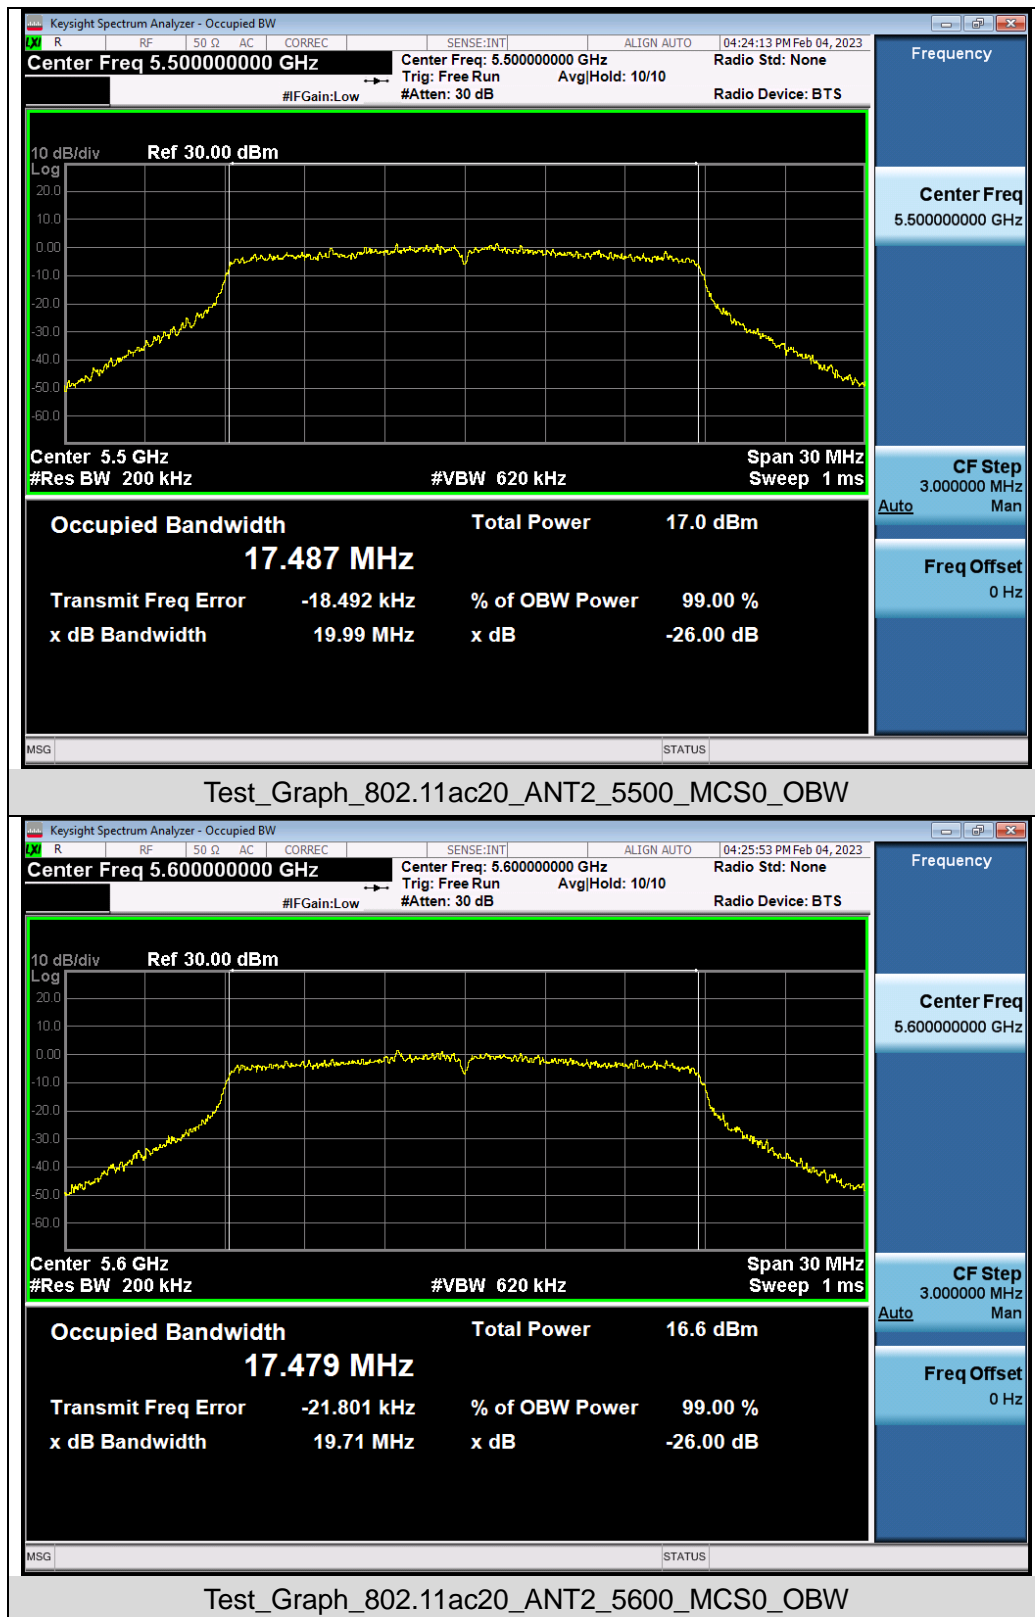 Keysight Spectrum Analyzer - Occupied BW
LXI R RF 50 Ω AC CORREC SENSE:INT ALIGN AUTO 04:24:13 PM Feb 04, 2023
Center Freq 5.500000000 GHz
Center Freq: 5.500000000 GHz
Radio Std: None
Trig: Free Run Avg|Hold: 10/10
#IFGain:Low
#Atten: 30 dB
Radio Device: BTS
Frequency
10 dB/div Ref 30.00 dBm
Log
20.0
10.0
0.00
-10.0
-20.0
-30.0
-40.0
-50.0
-60.0
Center 5.5 GHz Span 30 MHz
#Res BW 200 kHz #VBW 620 kHz Sweep 1 ms
Center Freq
5.500000000 GHz
CF Step
3.000000 MHz
Auto Man
Freq Offset
0 Hz
Occupied Bandwidth Total Power 17.0 dBm
17.487 MHz
Transmit Freq Error -18.492 kHz % of OBW Power 99.00 %
x dB Bandwidth 19.99 MHz x dB -26.00 dB
MSG STATUS
Test_Graph_802.11ac20_ANT2_5500_MCS0_OBW
Keysight Spectrum Analyzer - Occupied BW
LXI R RF 50 Ω AC CORREC SENSE:INT ALIGN AUTO 04:25:53 PM Feb 04, 2023
Center Freq 5.600000000 GHz
Center Freq: 5.600000000 GHz
Radio Std: None
Trig: Free Run Avg|Hold: 10/10
#IFGain:Low
#Atten: 30 dB
Radio Device: BTS
Frequency
10 dB/div Ref 30.00 dBm
Log
20.0
10.0
0.00
-10.0
-20.0
-30.0
-40.0
-50.0
-60.0
Center 5.6 GHz Span 30 MHz
#Res BW 200 kHz #VBW 620 kHz Sweep 1 ms
Center Freq
5.600000000 GHz
CF Step
3.000000 MHz
Auto Man
Freq Offset
0 Hz
Occupied Bandwidth Total Power 16.6 dBm
17.479 MHz
Transmit Freq Error -21.801 kHz % of OBW Power 99.00 %
x dB Bandwidth 19.71 MHz x dB -26.00 dB
MSG STATUS
Test_Graph_802.11ac20_ANT2_5600_MCS0_OBW